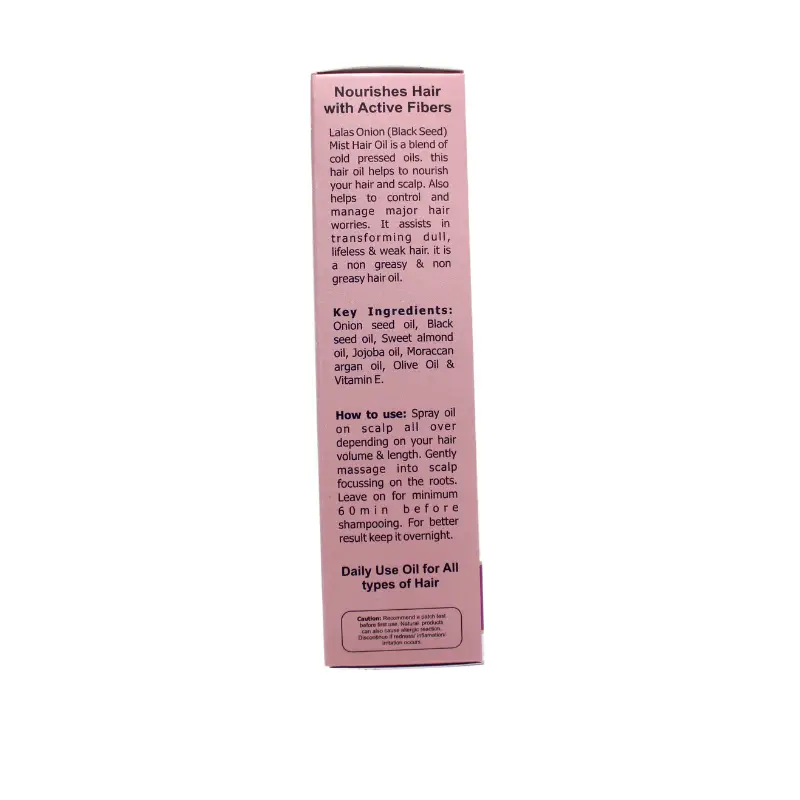 Nourishes Hair
with Active Fibers
Lalas Onion (Black Seed)
Mist Hair Oil is a blend of
cold pressed oils. this
hair oil helps to nourish
your hair and scalp. Also
helps to control and
manage major hair
worries. It assists in
transforming dull,
lifeless & weak hair. it is
a non greasy & non
greasy hair oil.
Key Ingredients:
Onion seed oil, Black
seed oil, Sweet almond
oil, Jojoba oil, Moraccan
argan oil, Olive Oil &
Vitamin E.
How to use: Spray oil
on scalp all over
depending on your hair
volume & length. Gently
massage into scalp
focussing on the roots.
Leave on for minimum
60min before
shampooing. For better
result keep it overnight.
Daily Use Oil for All
types of Hair
Caution: Recommend a patch test
before first use. Natural products
can also cause allergic reaction.
Discontinue if redness/ inflamation/
irritation occurs.